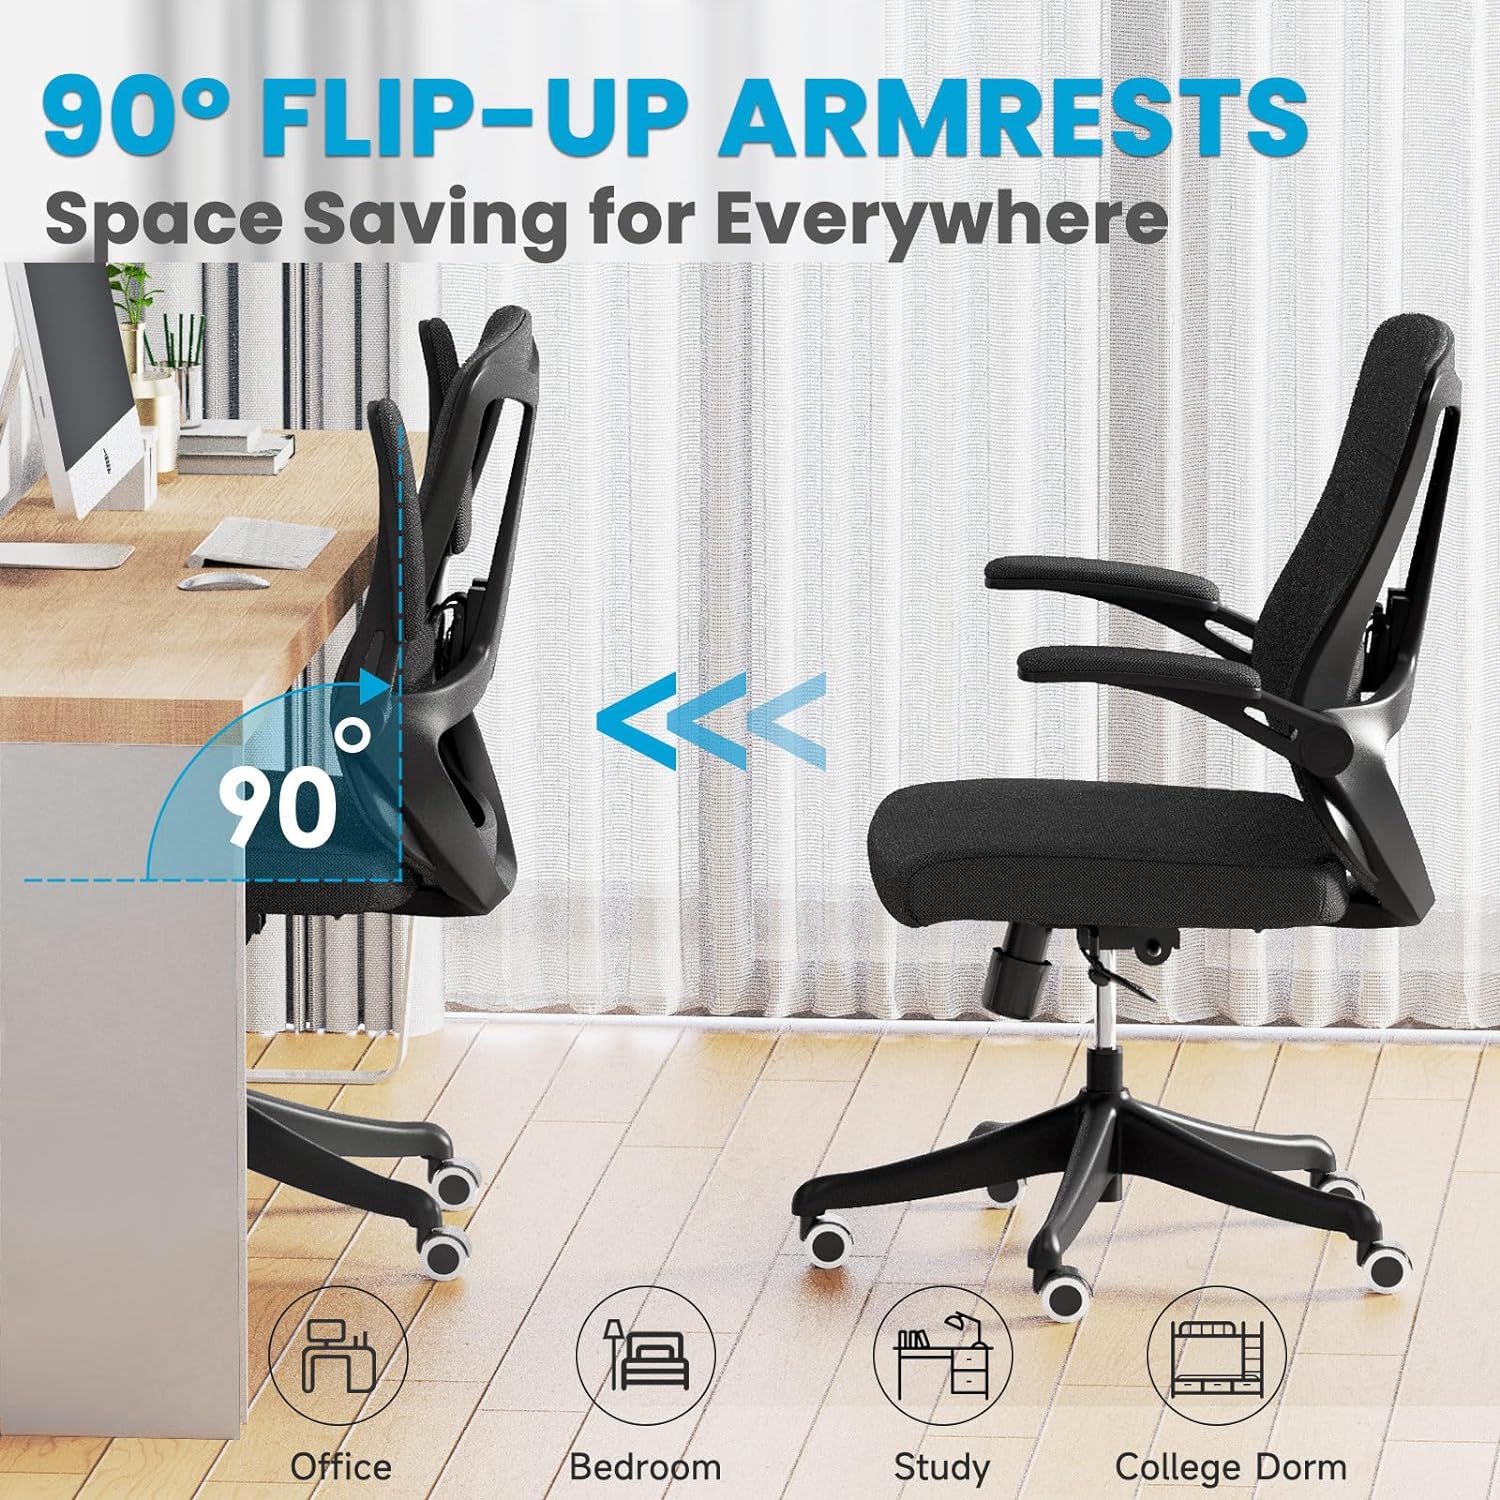 90° FLIP-UP ARMRESTS
Space Saving for Everywhere
90°
Office
Bedroom
Study
College Dorm